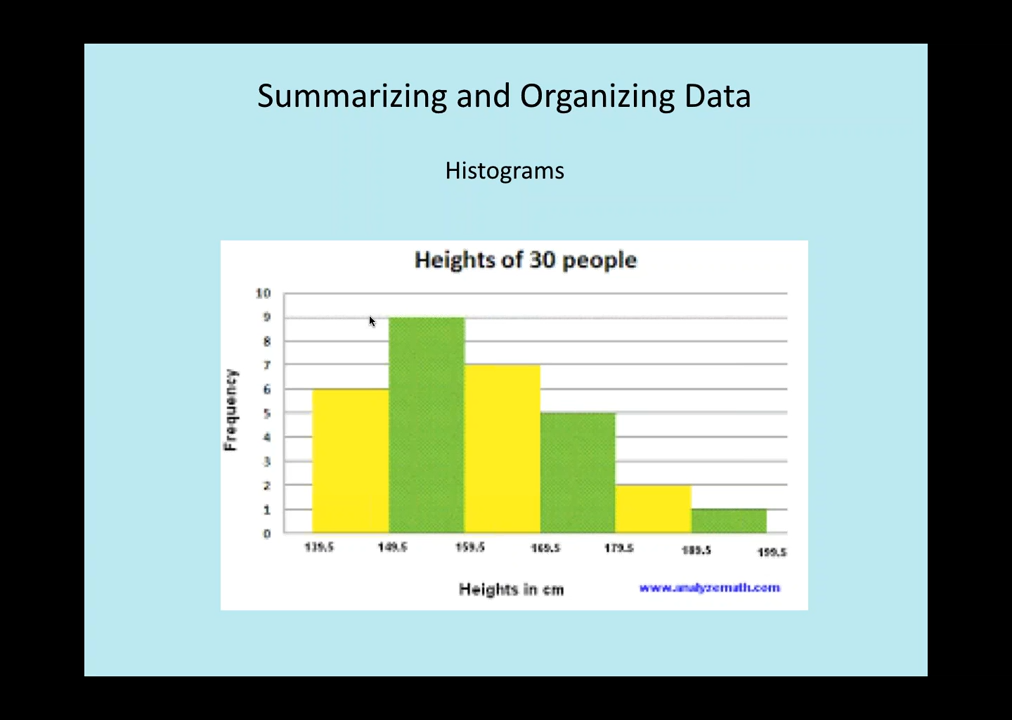 Summarizing and Organizing Data
Histograms
Heights of 30 people
10
9
8
7
6
5
4
3
2
1
0
Frequency
139.5 149.5 159.5 169.5 179.5 189.5 199.5
Heights in cm
www.analyzemath.com